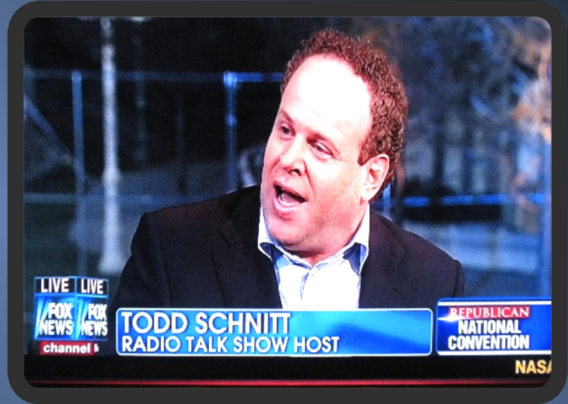 LIVE LIVE
FOX NEWS FOX NEWS
channel
TODD SCHNITT
RADIO TALK SHOW HOST
REPUBLICAN
NATIONAL
CONVENTION
NASA